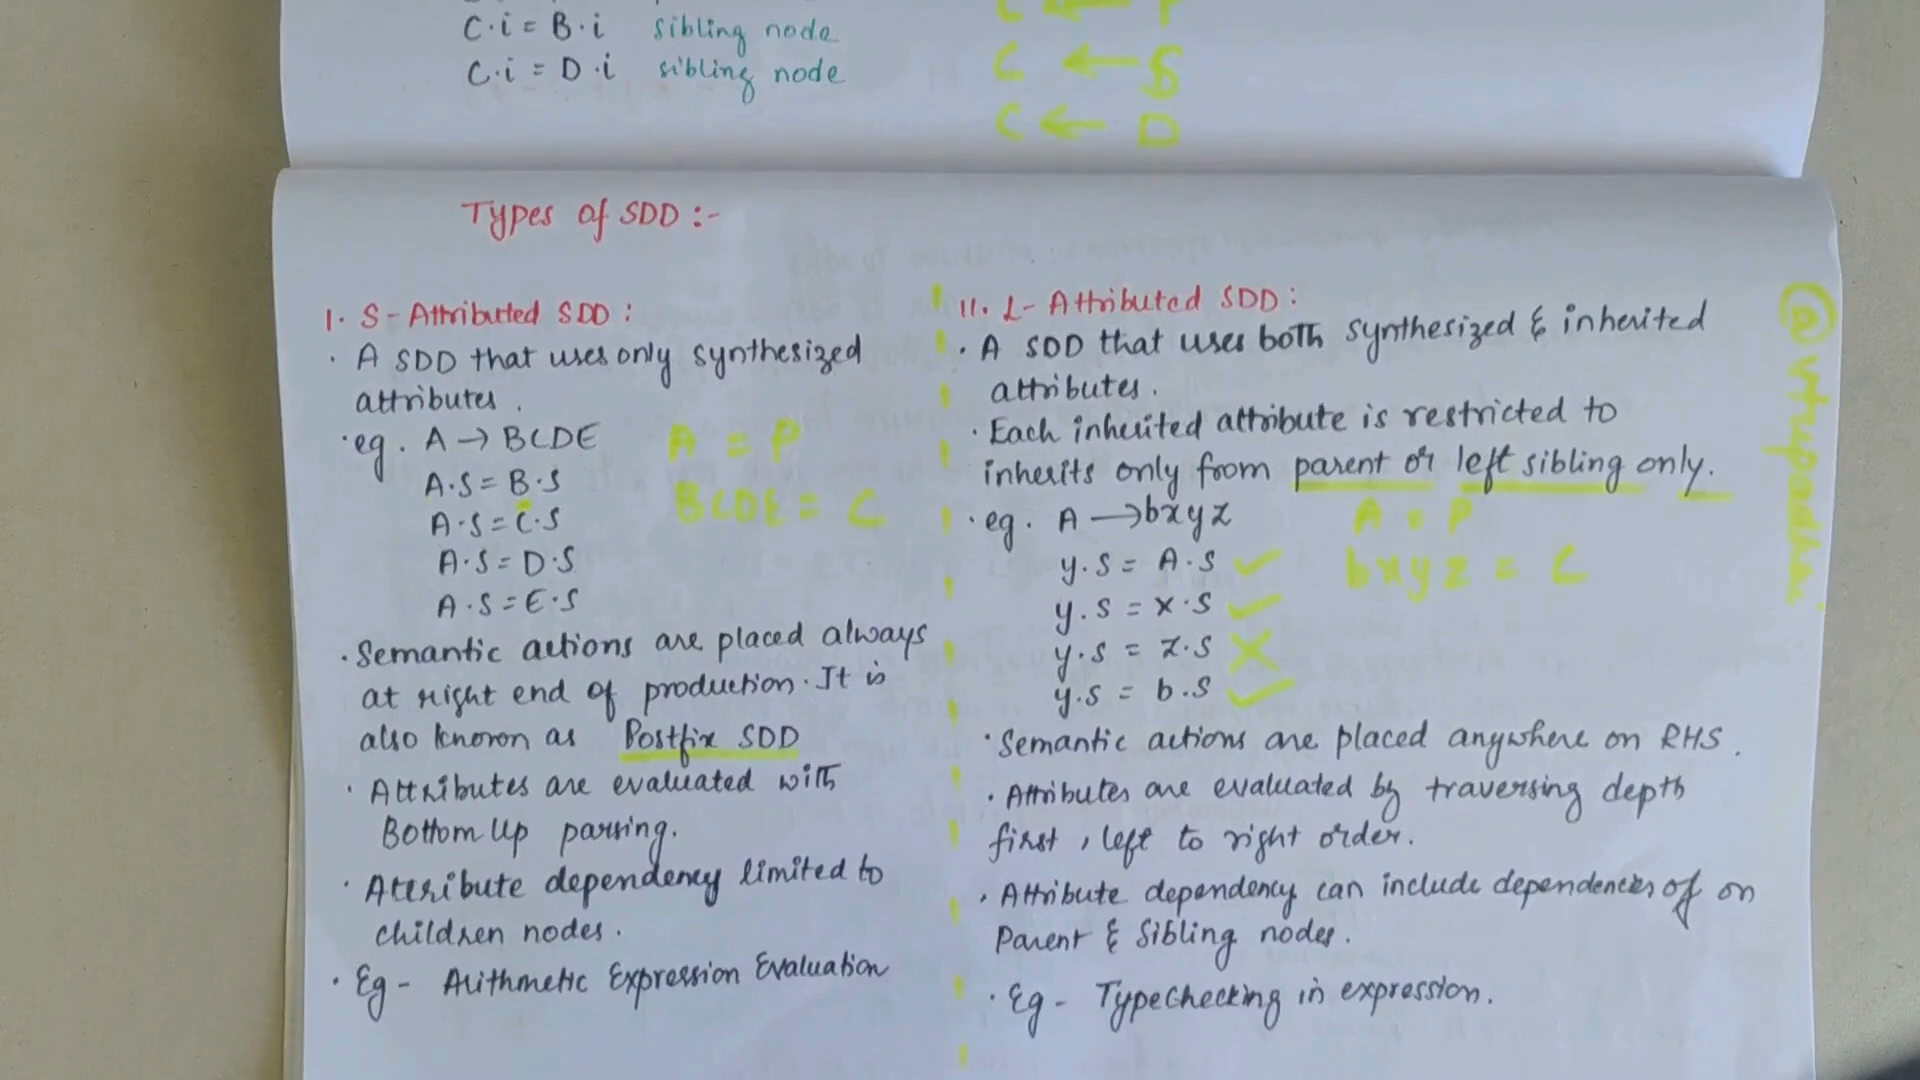 C.i = B.i sibling node
C ← S
C.i = D.i sibling node
C ← D
Types of SDD :-
I. S - Attributed SDD :
. A SDD that uses only synthesized
attributes .
. eg . A → BCDE
A = P
A.S = B.S
BCDE = C
A.S = C.S
A.S = D.S
A.S = E.S
. Semantic actions are placed always
at right end of production . It is
also known as Postfix SDD
. Attributes are evaluated with
Bottom Up parsing.
. Attribute dependency limited to
children nodes .
. Eg - Arithmetic Expression Evaluation
II. L - Attributed SDD :
. A SDD that uses both synthesized & inherited
attributes .
. Each inherited attribute is restricted to
inherits only from parent or left sibling only .
. eg . A → bxyz
A = P
y.s = A.S ✓
bxyz = C
y.s = x.s ✓
y.s = z.s ✗
y.s = b.s ✓
. Semantic actions are placed anywhere on RHS .
. Attributes are evaluated by traversing depth
first , left to right order .
. Attribute dependency can include dependencies of on
Parent & Sibling nodes .
. Eg - Typechecking in expression .